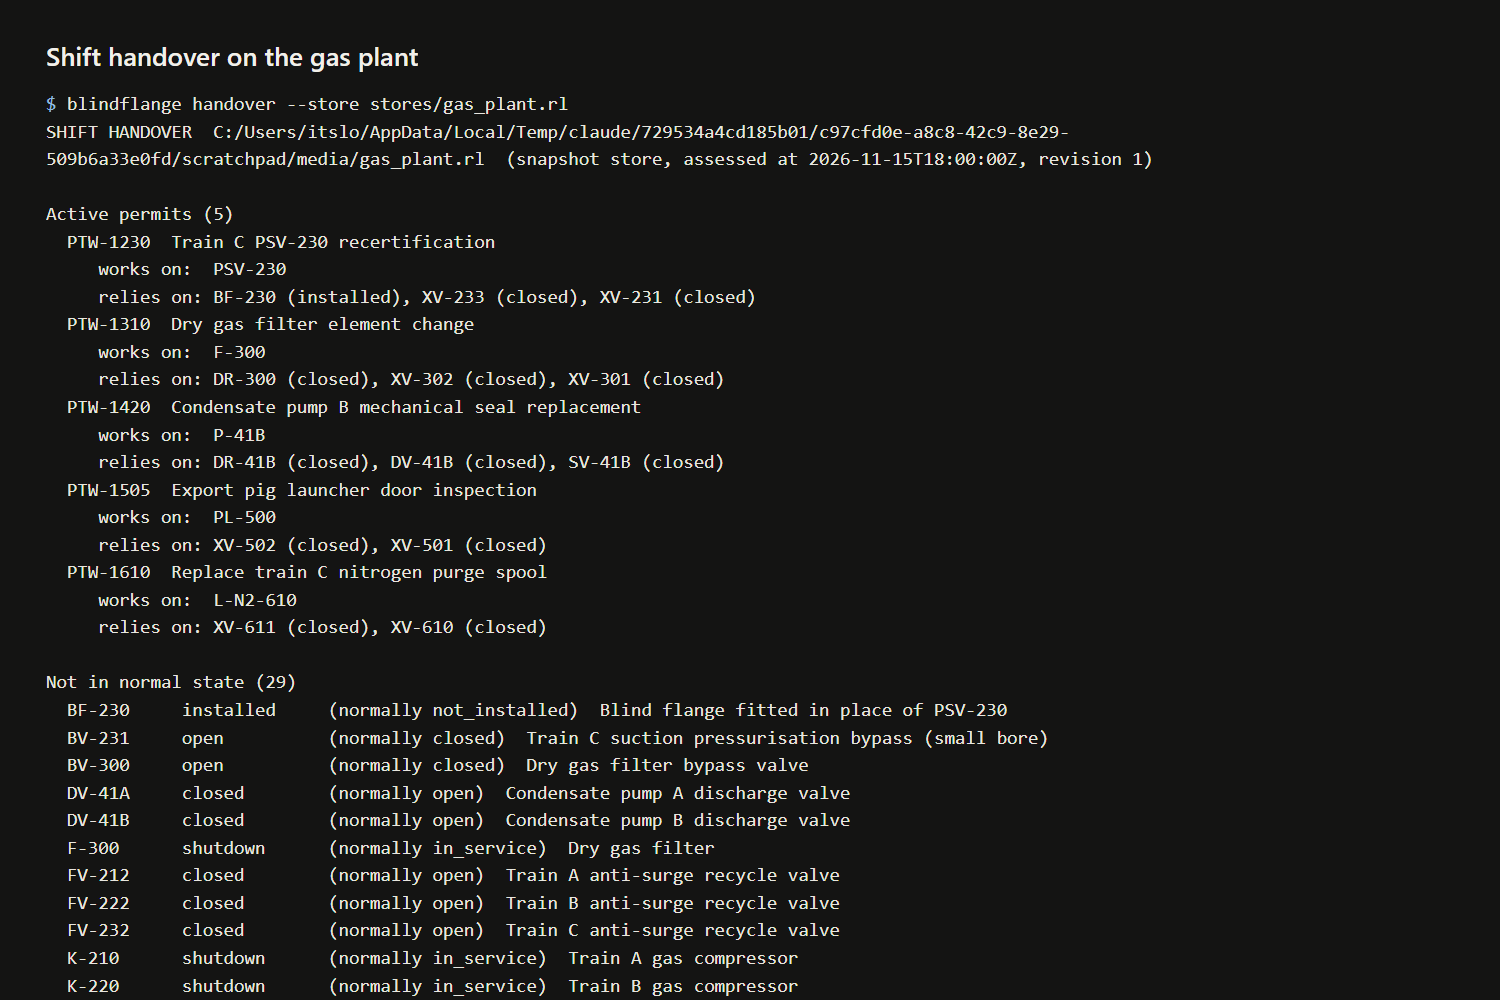 Shift handover on the gas plant
$ blindflange handover --store stores/gas_plant.rl
SHIFT HANDOVER  C:/Users/itslo/AppData/Local/Temp/claude/729534a4cd185b01/c97cfd0e-a8c8-42c9-8e29-
509b6a33e0fd/scratchpad/media/gas_plant.rl  (snapshot store, assessed at 2026-11-15T18:00:00Z, revision 1)
Active permits (5)
PTW-1230  Train C PSV-230 recertification
works on:  PSV-230
relies on: BF-230 (installed), XV-233 (closed), XV-231 (closed)
PTW-1310  Dry gas filter element change
works on:  F-300
relies on: DR-300 (closed), XV-302 (closed), XV-301 (closed)
PTW-1420  Condensate pump B mechanical seal replacement
works on:  P-41B
relies on: DR-41B (closed), DV-41B (closed), SV-41B (closed)
PTW-1505  Export pig launcher door inspection
works on:  PL-500
relies on: XV-502 (closed), XV-501 (closed)
PTW-1610  Replace train C nitrogen purge spool
works on:  L-N2-610
relies on: XV-611 (closed), XV-610 (closed)
Not in normal state (29)
BF-230     installed     (normally not_installed)  Blind flange fitted in place of PSV-230
BV-231     open          (normally closed)  Train C suction pressurisation bypass (small bore)
BV-300     open          (normally closed)  Dry gas filter bypass valve
DV-41A     closed        (normally open)  Condensate pump A discharge valve
DV-41B     closed        (normally open)  Condensate pump B discharge valve
F-300      shutdown      (normally in_service)  Dry gas filter
FV-212     closed        (normally open)  Train A anti-surge recycle valve
FV-222     closed        (normally open)  Train B anti-surge recycle valve
FV-232     closed        (normally open)  Train C anti-surge recycle valve
K-210      shutdown      (normally in_service)  Train A gas compressor
K-220      shutdown      (normally in_service)  Train B gas compressor